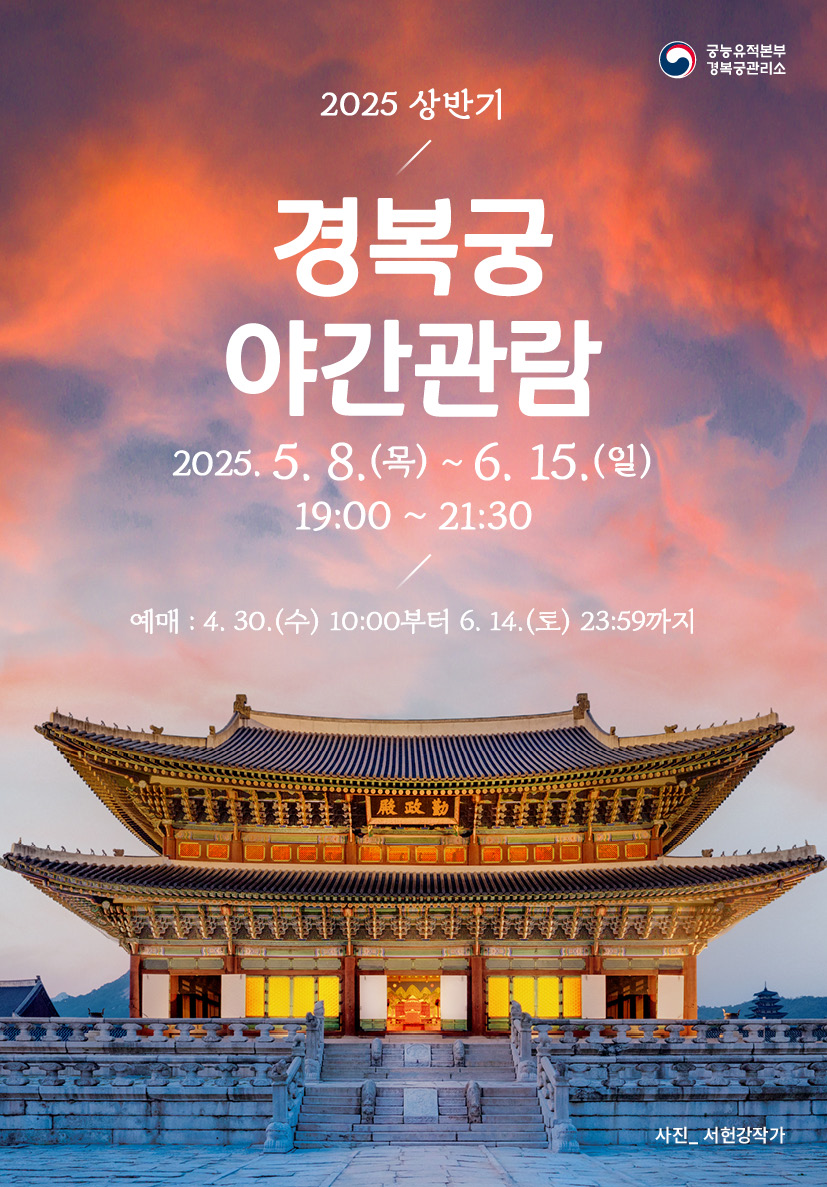 궁능유적본부
경복궁관리소
2025 상반기
경복궁
야간관람
2025. 5. 8.(목) ~ 6. 15.(일)
19:00 ~ 21:30
예매 : 4. 30.(수) 10:00부터 6. 14.(토) 23:59까지
殿政勤
사진_ 서헌강작가